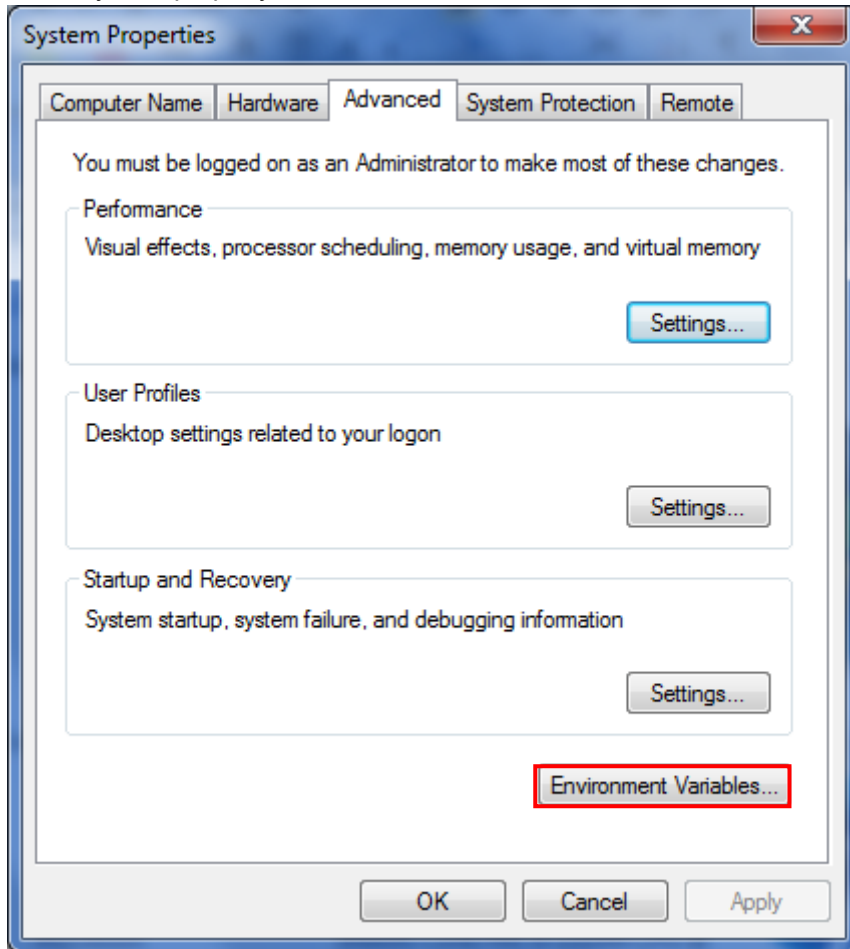 System Properties
Computer Name Hardware Advanced System Protection Remote
You must be logged on as an Administrator to make most of these changes.
Performance
Visual effects, processor scheduling, memory usage, and virtual memory
Settings...
User Profiles
Desktop settings related to your logon
Settings...
Startup and Recovery
System startup, system failure, and debugging information
Settings...
Environment Variables...
OK Cancel Apply